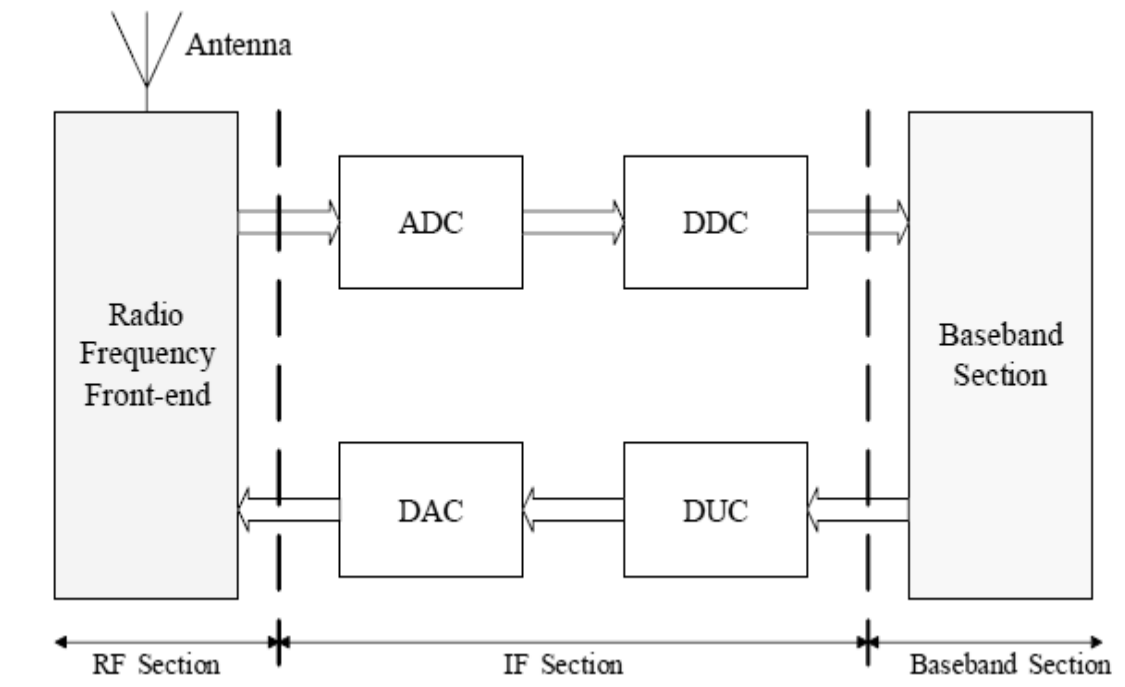 Antenna
ADC
DDC
Radio
Frequency
Front-end
Baseband
Section
DAC
DUC
RF Section
IF Section
Baseband Section